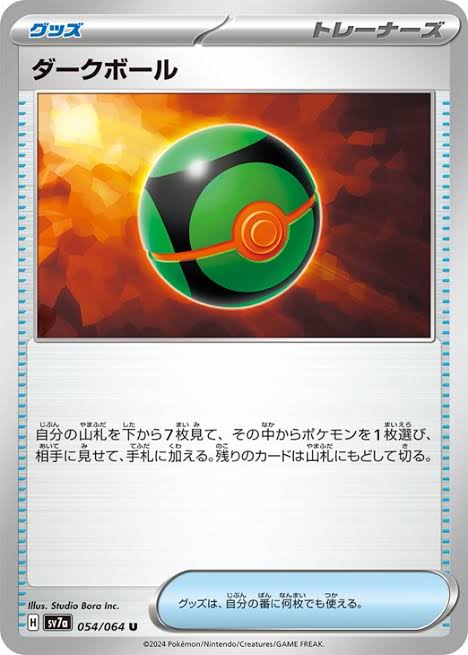 グッズ
トレーナーズ
ダークボール
自分の山札を下から7枚見て、その中からポケモンを1枚選び、
相手に見せて、手札に加える。残りのカードは山札にもどして切る。
Illus. Studio Bora Inc.
H sv7a 054/064 U
グッズは、自分の番に何枚でも使える。
©2024 Pokémon/Nintendo/Creatures/GAME FREAK.